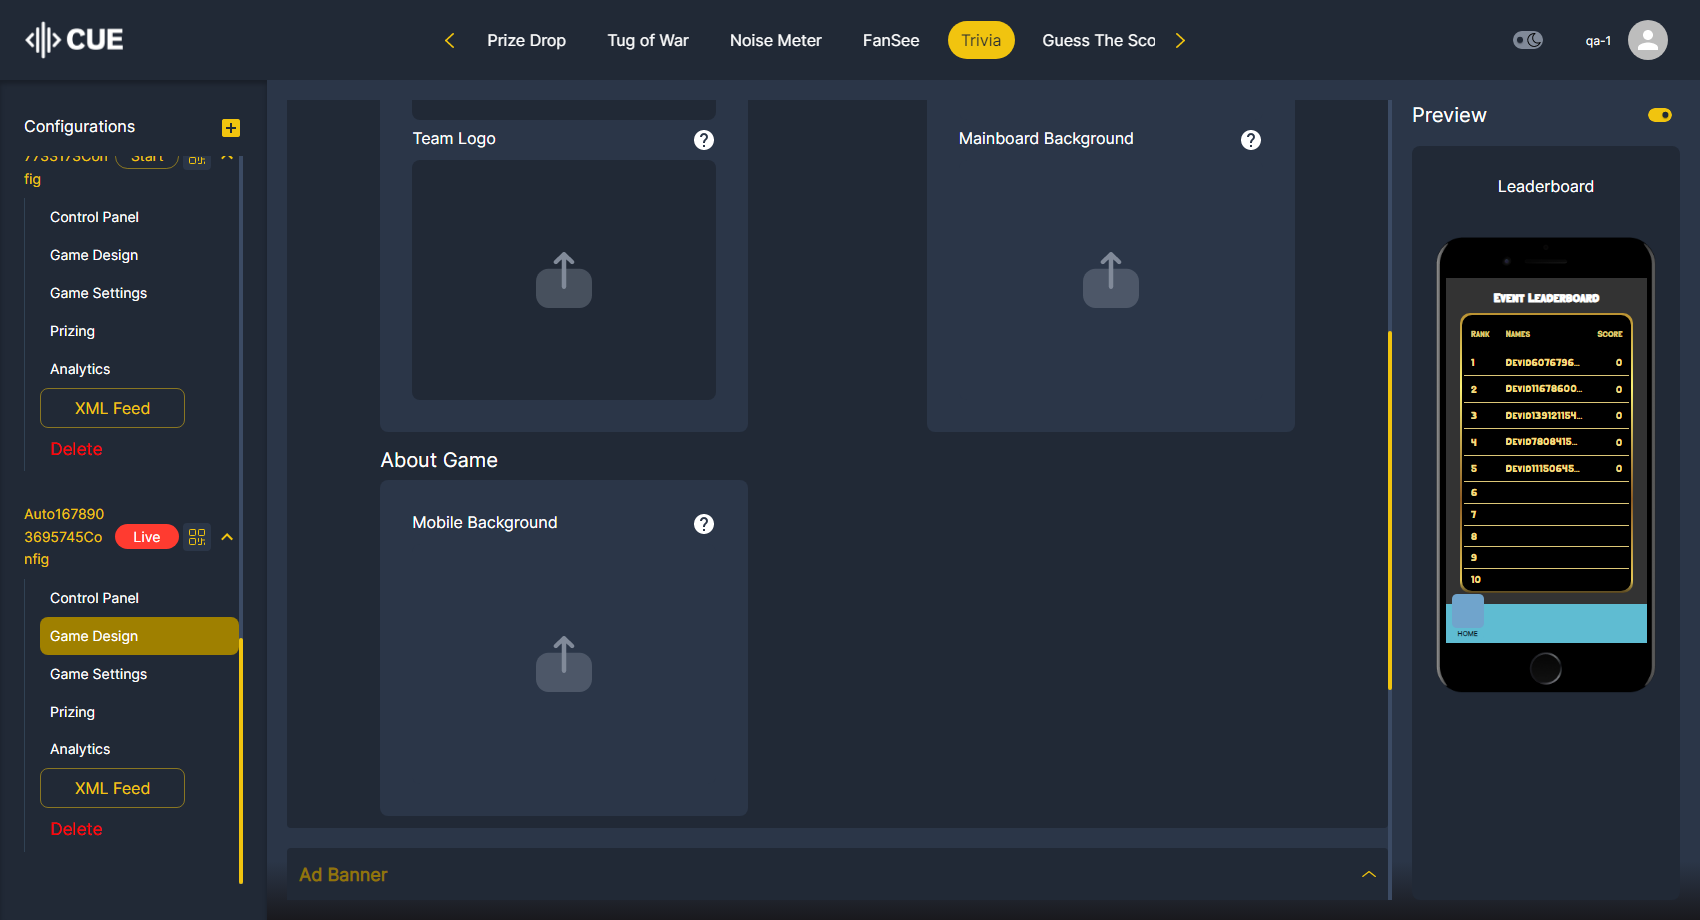 CUE
Prize Drop
Tug of War
Noise Meter
FanSee
Trivia
Guess The Sco
qa-1
Configurations
7733173Con
fig
Start
Control Panel
Game Design
Game Settings
Prizing
Analytics
XML Feed
Delete
Auto167890
3695745Co
nfig
Live
Control Panel
Game Design
Game Settings
Prizing
Analytics
XML Feed
Delete
Team Logo
?
Mainboard Background
?
About Game
Mobile Background
?
Ad Banner
Preview
Leaderboard
Event Leaderboard
Rank Names Score
1 DevID6076796... 0
2 DevID11678600... 0
3 DevID139121154... 0
4 DevID7808415... 0
5 DevID11150645... 0
6
7
8
9
10
HOME